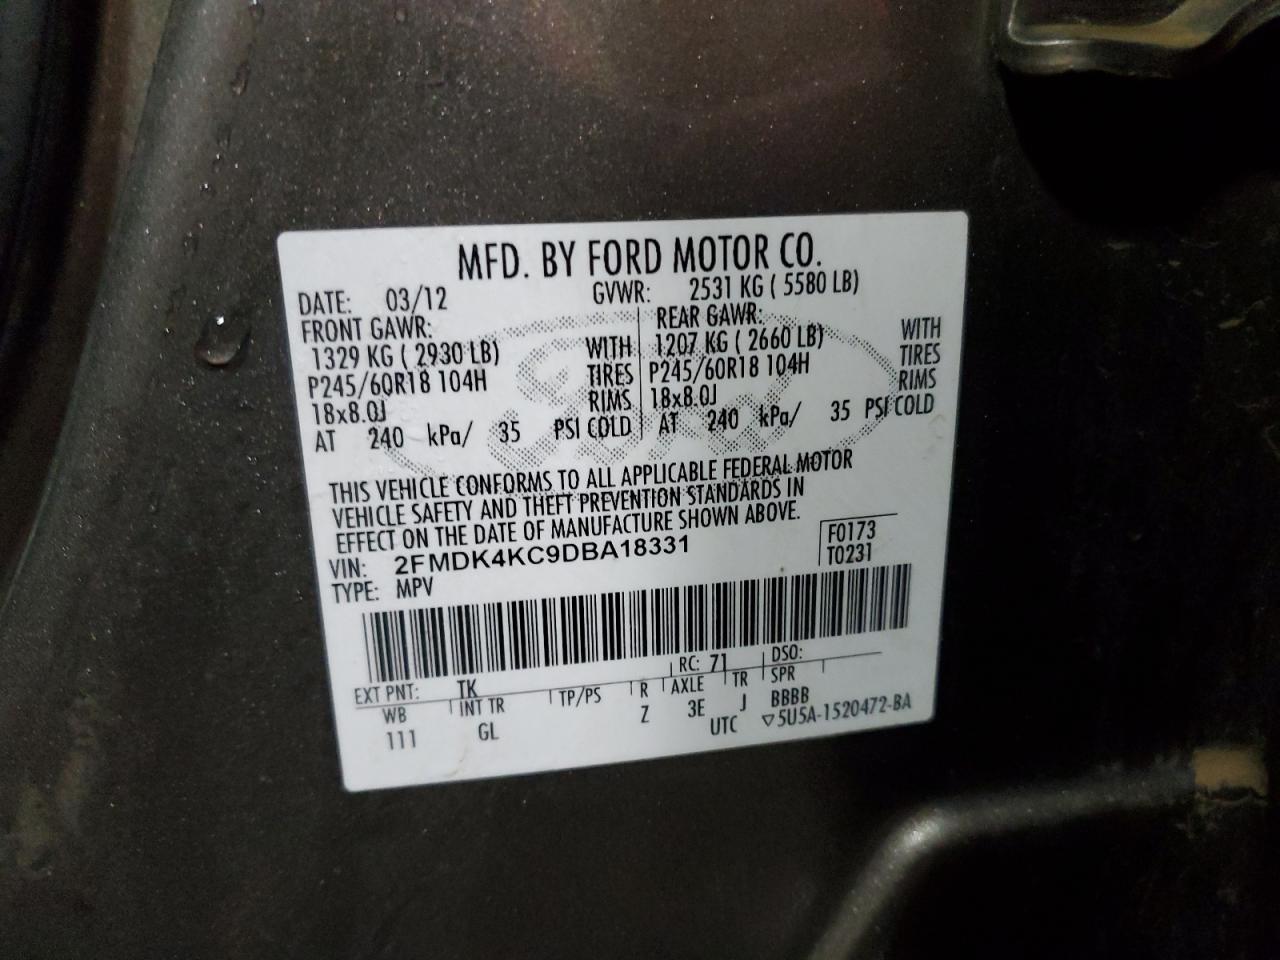 MFD. BY FORD MOTOR CO.
DATE: 03/12 GVWR: 2531 KG ( 5580 LB)
FRONT GAWR: REAR GAWR:
1329 KG ( 2930 LB) WITH 1207 KG ( 2660 LB) WITH
P245/60R18 104H TIRES P245/60R18 104H TIRES
18x8.0J RIMS 18x8.0J RIMS
AT 240 kPa/ 35 PSI COLD AT 240 kPa/ 35 PSI COLD
THIS VEHICLE CONFORMS TO ALL APPLICABLE FEDERAL MOTOR
VEHICLE SAFETY AND THEFT PREVENTION STANDARDS IN
EFFECT ON THE DATE OF MANUFACTURE SHOWN ABOVE.
VIN: 2FMDK4KC9DBA18331 F0173
TYPE: MPV T0231
EXT PNT: TK RC: 71 DSO:
WB INT TR TP/PS R AXLE TR SPR
111 GL Z 3E J BBBB
UTC ▽5U5A-1520472-BA
Ford